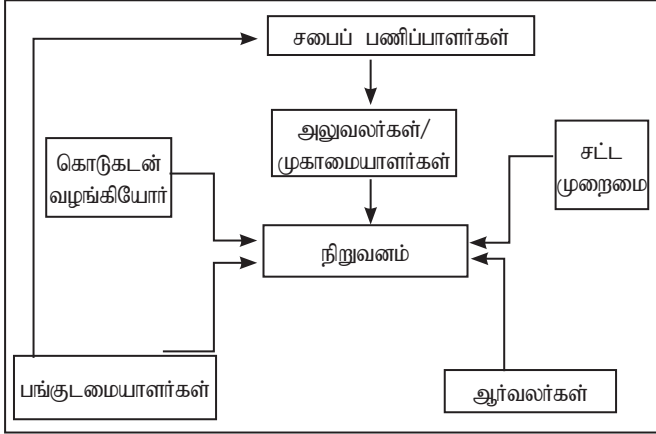 சபைப் பணிப்பாளர்கள்
அலுவலர்கள்/
முகாமையாளர்கள்
கொடுகடன்
வழங்கியோர்
சட்ட
முறைமை
நிறுவனம்
பங்குடமையாளர்கள்
ஆர்வலர்கள்